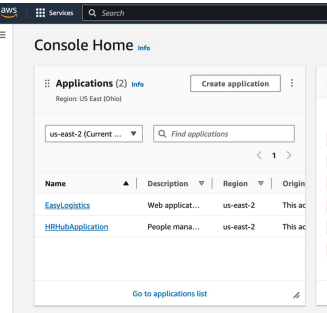 aws Services Search
Console Home Info
Applications (2) Info Create application
Region: US East (Ohio)
us-east-2 (Current ... Find applications
1
Name Description Region Origin
EasyLogistics Web applicat... us-east-2 This ac
HRHubApplication People mana... us-east-2 This ac
Go to applications list